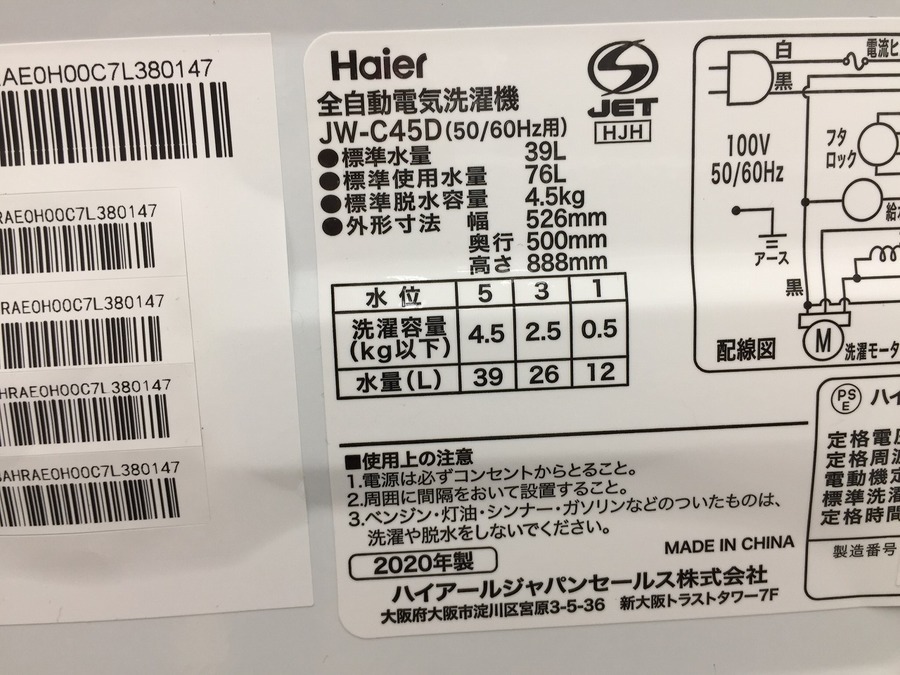 RAE0H00C7L380147
RAE0H00C7L380147
HRAE0H00C7L380147
HRAE0H00C7L380147
AHRAE0H00C7L380147
Haier
JET
HJH
全自動電気洗濯機
JW-C45D(50/60Hz用)
●標準水量 39L
●標準使用水量 76L
●標準脱水容量 4.5kg
●外形寸法 幅 526mm
奥行 500mm
高さ 888mm
水位 5 3 1
洗濯容量(kg以下) 4.5 2.5 0.5
水量(L) 39 26 12
■使用上の注意
1.電源は必ずコンセントからとること。
2.周囲に間隔をおいて設置すること。
3.ベンジン・灯油・シンナー・ガソリンなどのついたものは、
洗濯や脱水をしないでください。
2020年製
MADE IN CHINA
ハイアールジャパンセールス株式会社
大阪府大阪市淀川区宮原3-5-36 新大阪トラストタワー7F
白
黒
電流ヒ
100V
50/60Hz
フタ
ロック
給水
アース
黒
M
洗濯モータ
配線図
PS
E
ハイ
定格電圧
定格周波
電動機定
標準洗濯
定格時間
製造番号